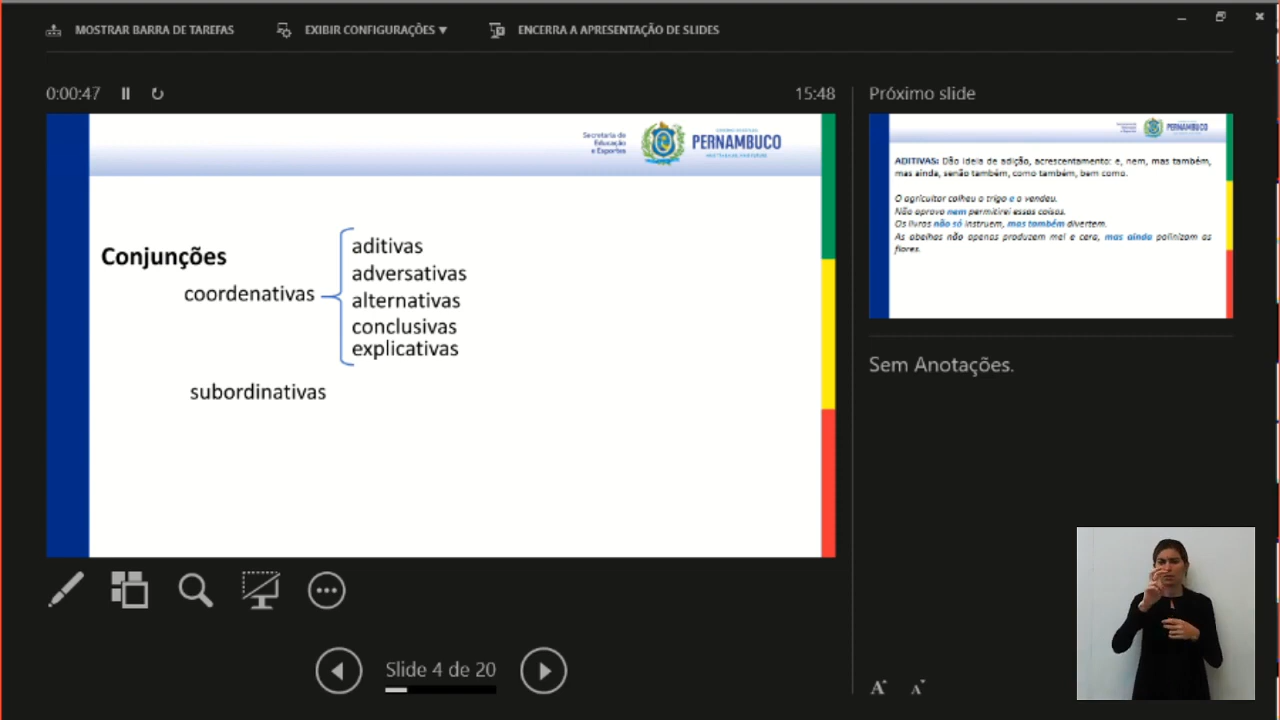 MOSTRAR BARRA DE TAREFAS
EXIBIR CONFIGURAÇÕES ▼
ENCERRA A APRESENTAÇÃO DE SLIDES
0:00:47
15:48
Secretaria de
Educação
e Esportes
PERNAMBUCO
Conjunções
coordenativas
aditivas
adversativas
alternativas
conclusivas
explicativas
subordinativas
Slide 4 de 20
Próximo slide
PERNAMBUCO
ADITIVAS: Dão ideia de adição, acrescentamento: e, nem, mas também,
mas ainda, senão também, como também, bem como.
O agricultor colheu o trigo e o vendeu.
Não aprovo nem permitirei essas coisas.
Os livros não só instruem, mas também divertem.
As abelhas não apenas produzem mel e cera, mas ainda polinizam as
flores.
Sem Anotações.
A A